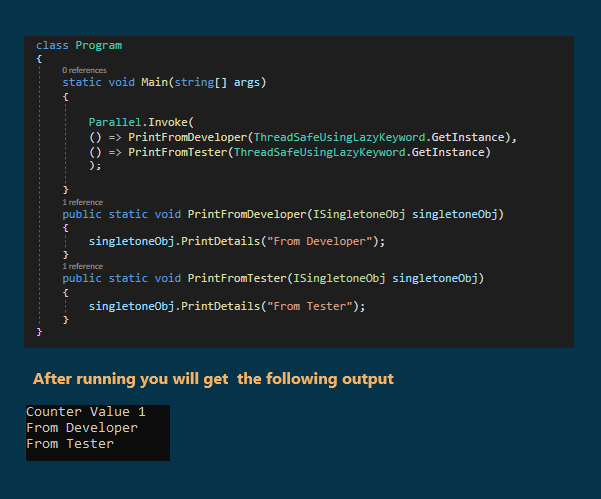 class Program
{
0 references
static void Main(string[] args)
{
Parallel.Invoke(
() => PrintFromDeveloper(ThreadSafeUsingLazyKeyword.GetInstance),
() => PrintFromTester(ThreadSafeUsingLazyKeyword.GetInstance)
);
}
1 reference
public static void PrintFromDeveloper(ISingletoneObj singletoneObj)
{
singletoneObj.PrintDetails("From Developer");
}
1 reference
public static void PrintFromTester(ISingletoneObj singletoneObj)
{
singletoneObj.PrintDetails("From Tester");
}
}
After running you will get the following output
Counter Value 1
From Developer
From Tester